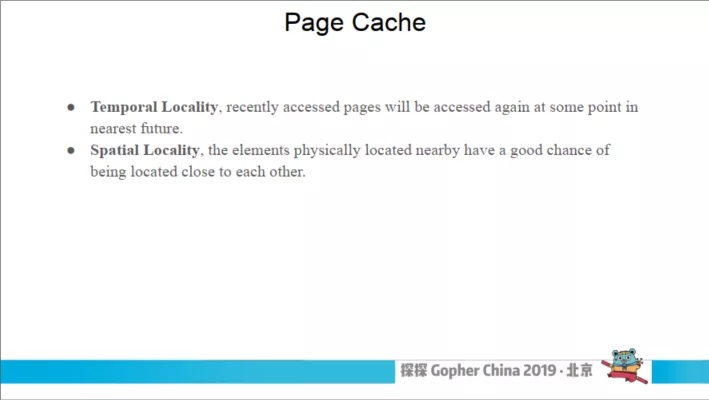 Page Cache
● Temporal Locality, recently accessed pages will be accessed again at some point in
nearest future.
● Spatial Locality, the elements physically located nearby have a good chance of
being located close to each other.
探探 Gopher China 2019 · 北京